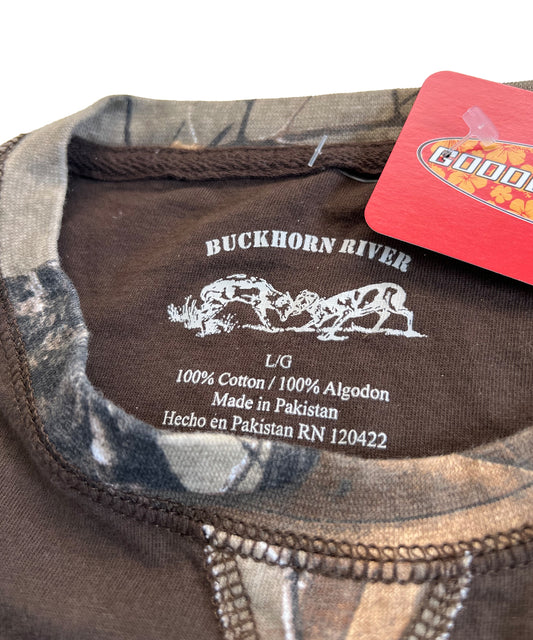 BUCKHORN RIVER
L/G
100% Cotton / 100% Algodon
Made in Pakistan
Hecho en Pakistan RN 120422